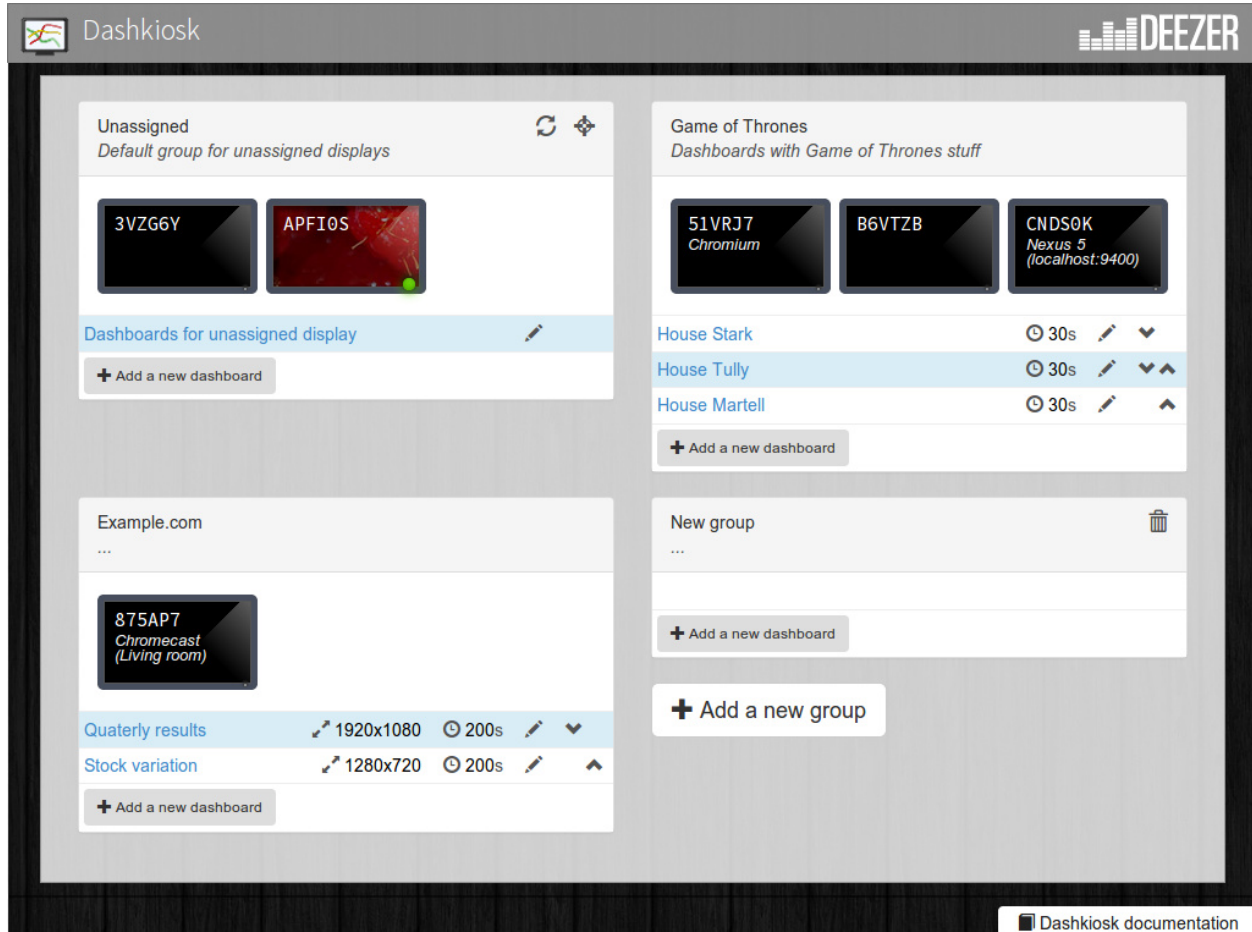 Dashkiosk
DEEZER
Unassigned
Default group for unassigned displays
3VZG6Y
APFI0S
Dashboards for unassigned display
Add a new dashboard
Game of Thrones
Dashboards with Game of Thrones stuff
51VRJ7
Chromium
B6VTZB
CNDS0K
Nexus 5
(localhost:9400)
House Stark 30s
House Tully 30s
House Martell 30s
Add a new dashboard
Example.com
...
875AP7
Chromecast
(Living room)
Quaterly results 1920x1080 200s
Stock variation 1280x720 200s
Add a new dashboard
New group
...
Add a new dashboard
Add a new group
Dashkiosk documentation